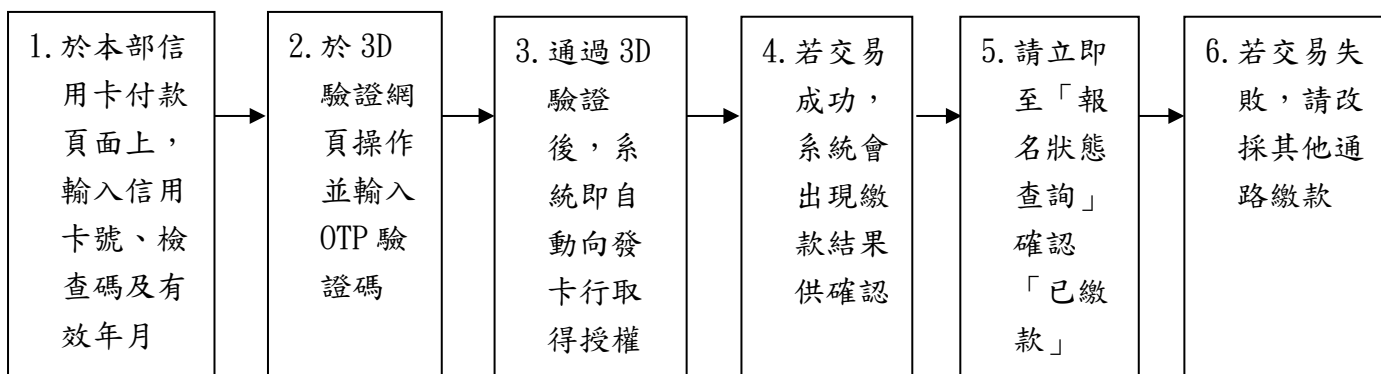 1.於本部信
用卡付款
頁面上，
輸入信用
卡號、檢
查碼及有
效年月
2.於 3D
驗證網
頁操作
並輸入
OTP 驗
證碼
3.通過 3D
驗證
後，系
統即自
動向發
卡行取
得授權
4.若交易
成功，
系統會
出現繳
款結果
供確認
5.請立即
至「報
名狀態
查詢」
確認
「已繳
款」
6.若交易失
敗，請改
採其他通
路繳款